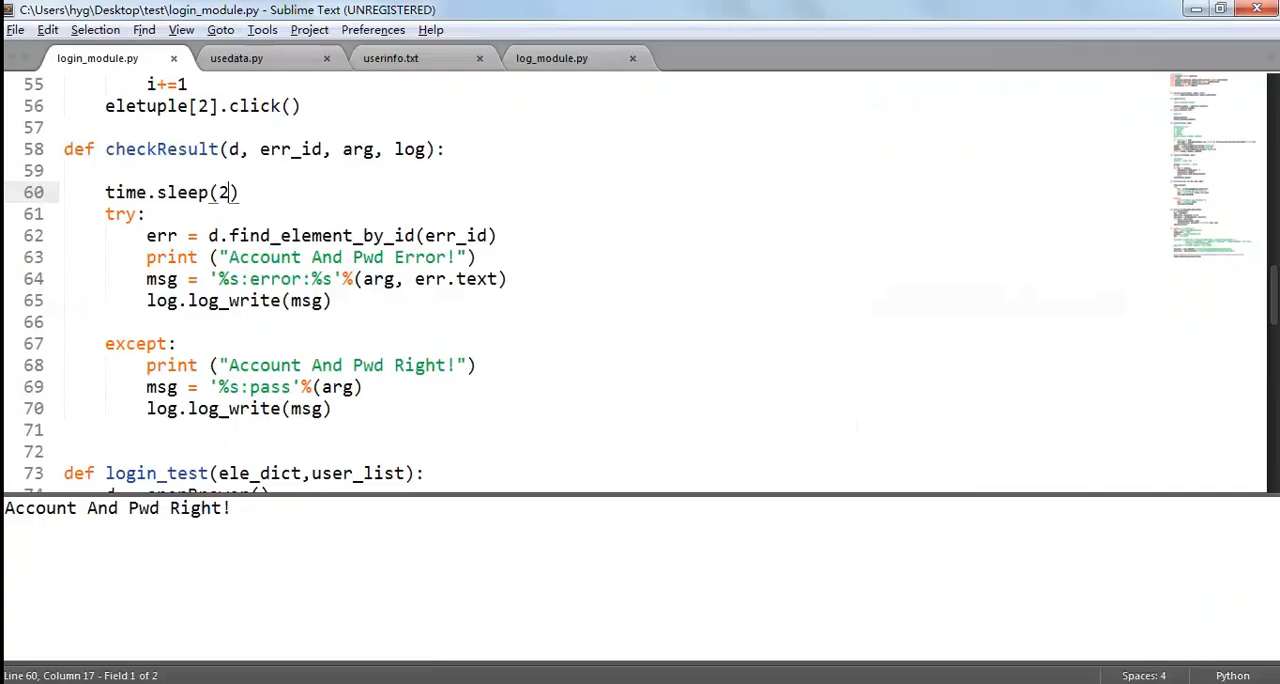 C:\Users\hyg\Desktop\test\login_module.py - Sublime Text (UNREGISTERED)
File Edit Selection Find View Goto Tools Project Preferences Help
login_module.py × usedata.py × userinfo.txt × log_module.py ×
55 i+=1
56 eletuple[2].click()
57
58 def checkResult(d, err_id, arg, log):
59
60 time.sleep(2)
61 try:
62 err = d.find_element_by_id(err_id)
63 print ("Account And Pwd Error!")
64 msg = '%s:error:%s'%(arg, err.text)
65 log.log_write(msg)
66
67 except:
68 print ("Account And Pwd Right!")
69 msg = '%s:pass'%(arg)
70 log.log_write(msg)
71
72
73 def login_test(ele_dict,user_list):
Account And Pwd Right!
Line 60, Column 17 - Field 1 of 2 Spaces: 4 Python